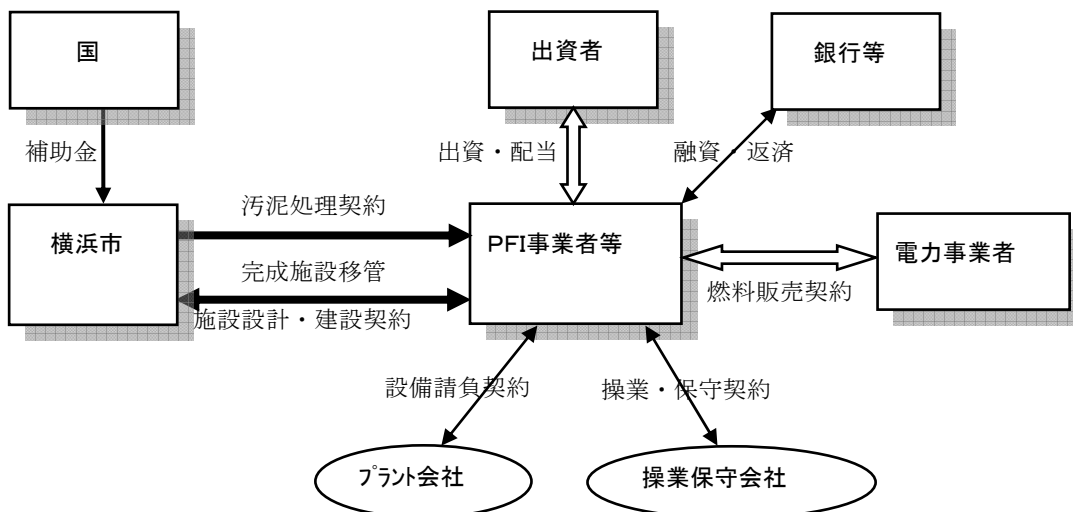 国
出資者
銀行等
補助金
出資・配当
融資・返済
汚泥処理契約
横浜市
PFI事業者等
電力事業者
完成施設移管
燃料販売契約
施設設計・建設契約
設備請負契約
操業・保守契約
ﾌﾟﾗﾝﾄ会社
操業保守会社